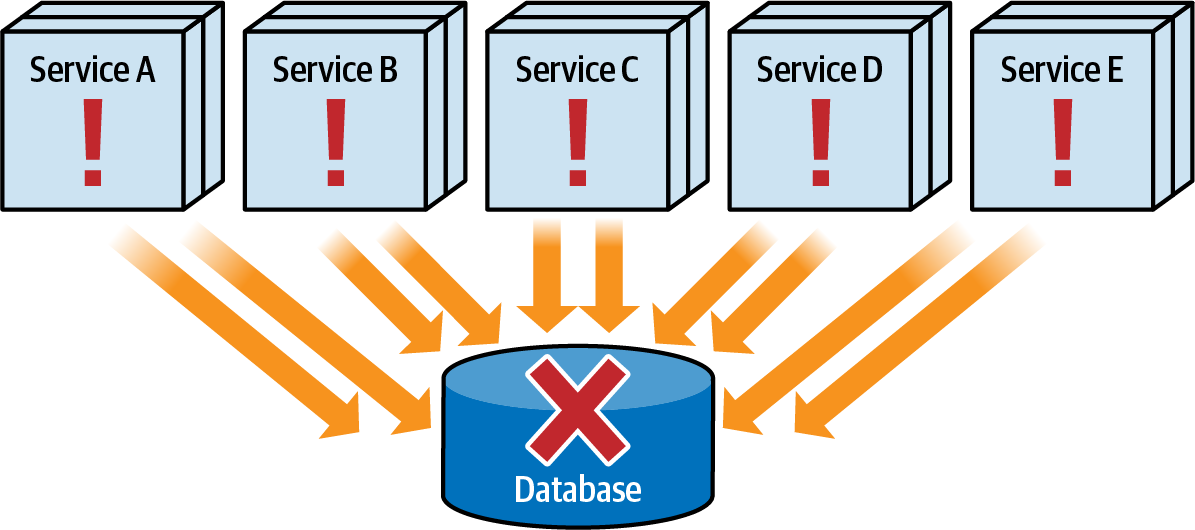 Service A
Service B
Service C
Service D
Service E
!
!
!
!
!
Database